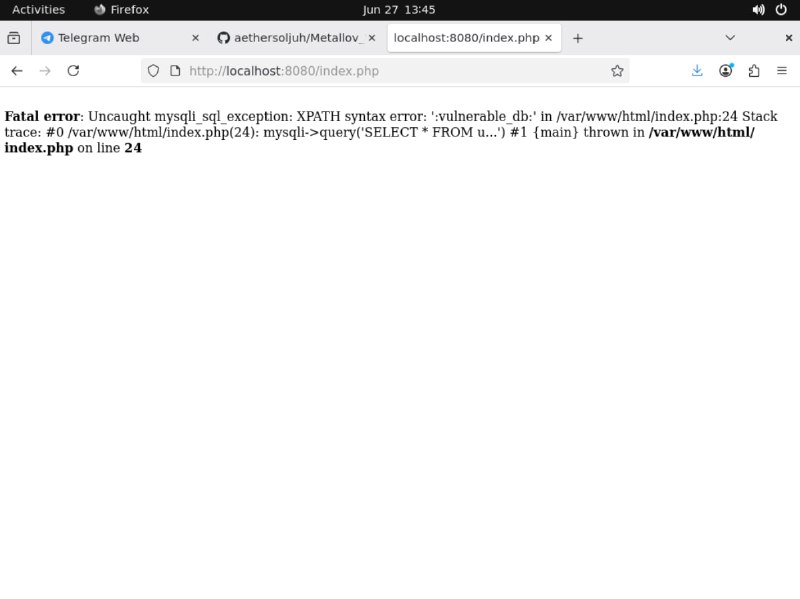 Activities Firefox Jun 27 13:45
Telegram Web aethersoljuh/Metallov_ localhost:8080/index.php
http://localhost:8080/index.php
Fatal error: Uncaught mysqli_sql_exception: XPATH syntax error: ':vulnerable_db:' in /var/www/html/index.php:24 Stack
trace: #0 /var/www/html/index.php(24): mysqli->query('SELECT * FROM u...') #1 {main} thrown in /var/www/html/
index.php on line 24